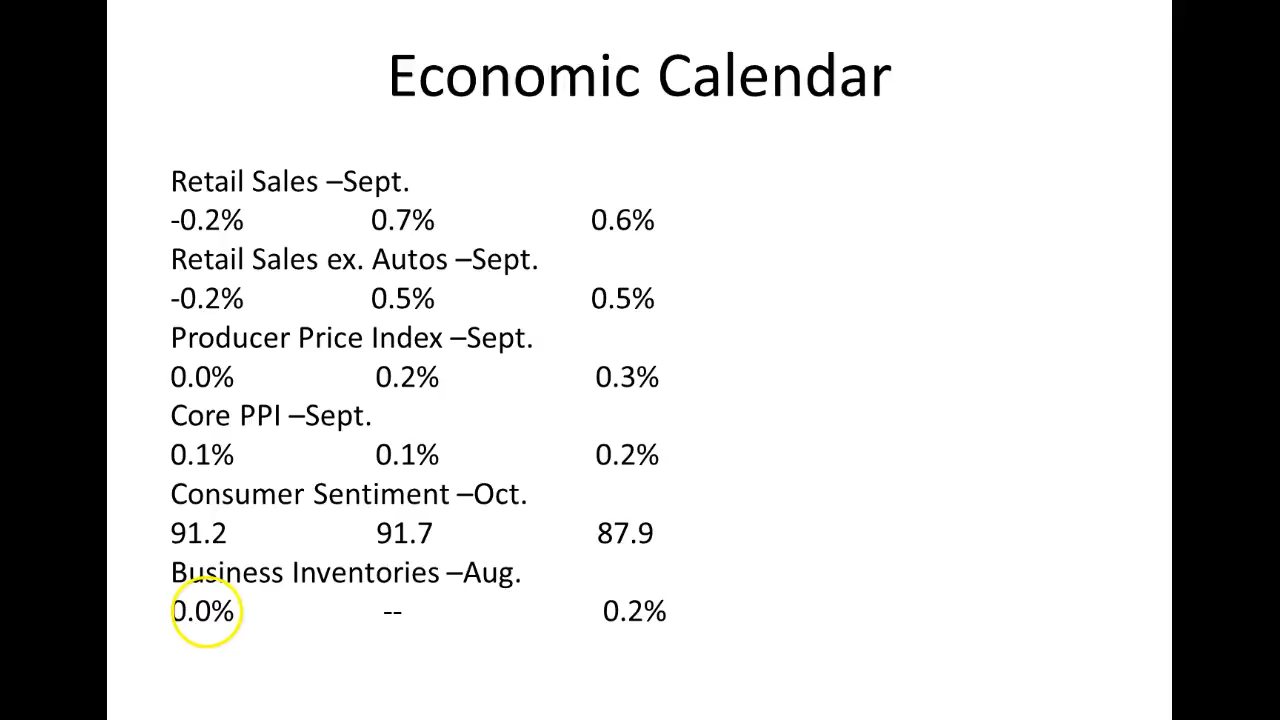 Economic Calendar
Retail Sales –Sept.
-0.2% 0.7% 0.6%
Retail Sales ex. Autos –Sept.
-0.2% 0.5% 0.5%
Producer Price Index –Sept.
0.0% 0.2% 0.3%
Core PPI –Sept.
0.1% 0.1% 0.2%
Consumer Sentiment –Oct.
91.2 91.7 87.9
Business Inventories –Aug.
0.0% -- 0.2%